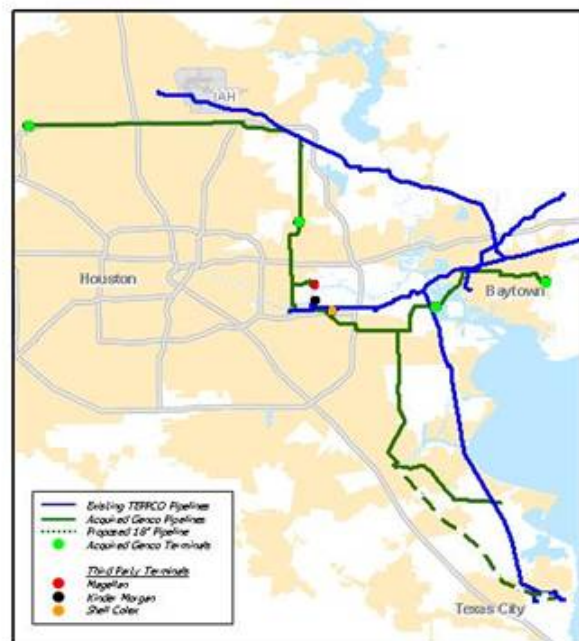 IAH
Houston
Baytown
Existing TEPPCO Pipelines
Acquired Genco Pipelines
Proposed 18" Pipeline
Acquired Genco Terminals
Third Party Terminals
Magellan
Kinder Morgan
Shell Colex
Texas City